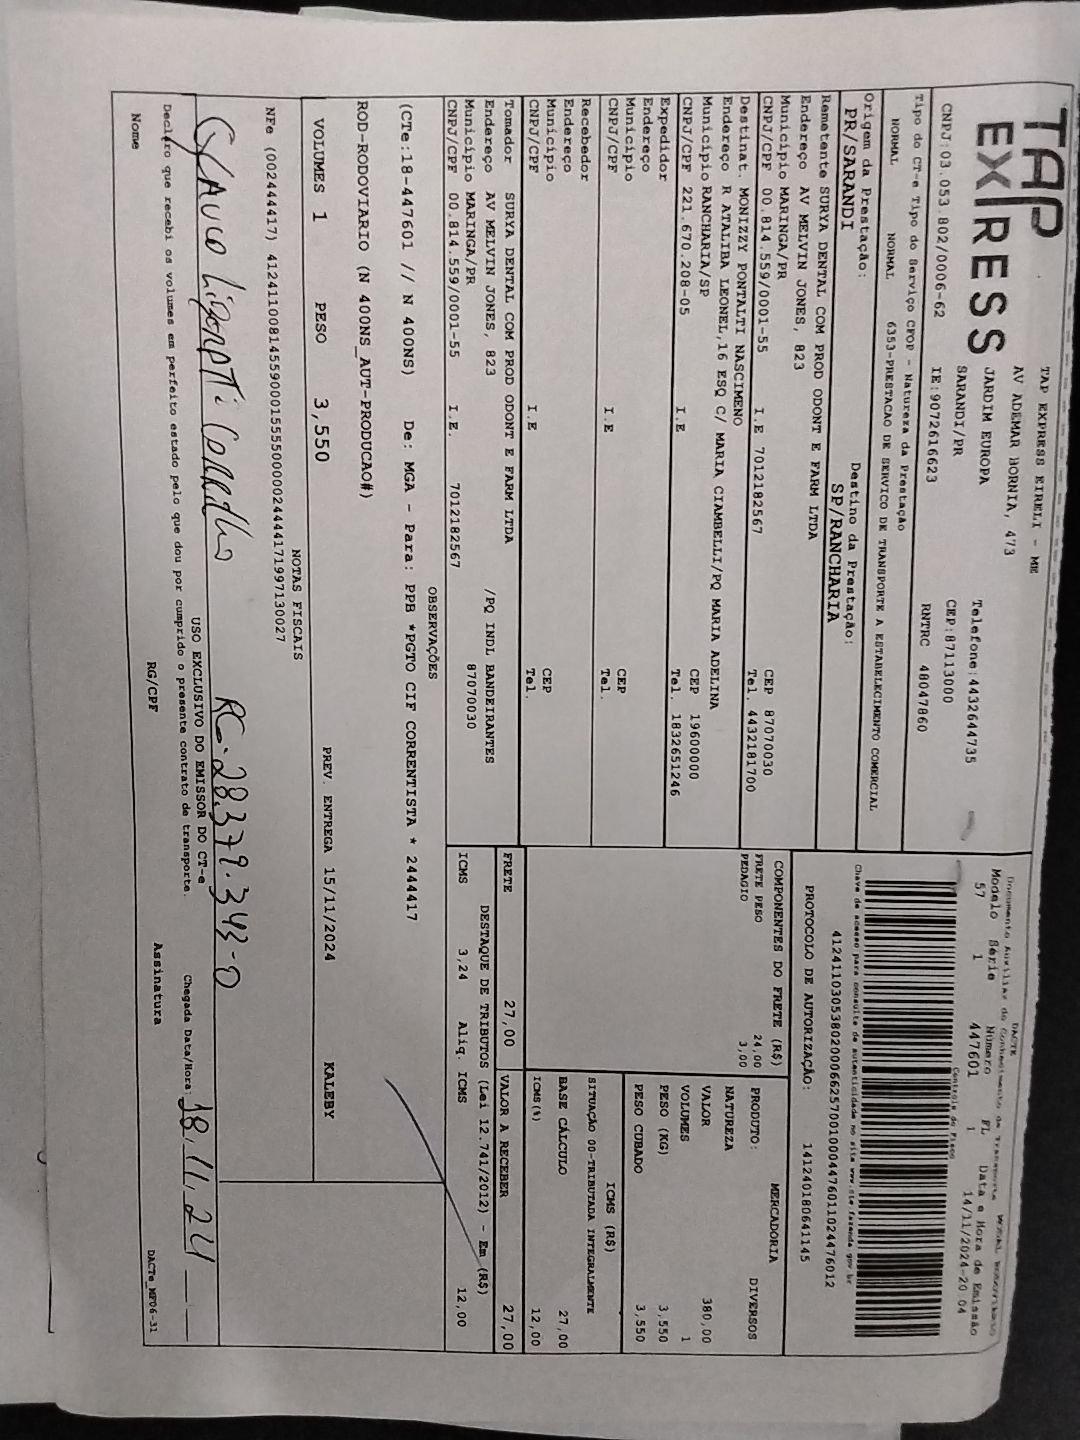 TAP
EXPRESS
TAP EXPRESS EIRELI - ME
AV ADEMAR BORNIA, 473
JARDIM EUROPA
SARANDI/PR
Telefone:4432644735
CEP:87113000
CNPJ:03.053.802/0006-62 IE:9072616623 RNTRC 48047860
DACTE
Documento Auxiliar do Conhecimento de Transporte
Modelo Série Número FL Data e Hora de Emissão
57 1 447601 1 14/11/2024-20 04
Controle do Fisco
Chave de acesso para consulta de autenticidade no site www.cte.fazenda.gov.br
41241103053802000662570010004476011024476012
PROTOCOLO DE AUTORIZAÇÃO: 141240180641145
Tipo do CT-e Tipo do Serviço CFOP - Natureza da Prestação
NORMAL NORMAL 6353-PRESTACAO DE SERVICO DE TRANSPORTE A ESTABELECIMENTO COMERCIAL
Origem da Prestação: Destino da Prestação:
PR/SARANDI SP/RANCHARIA
Remetente SURYA DENTAL COM PROD ODONT E FARM LTDA
Endereço AV MELVIN JONES, 823
Município MARINGA/PR CEP 87070030
CNPJ/CPF 00.814.559/0001-55 I.E 7012182567 Tel. 4432181700
Destinat. MONIZZY PONTALTI NASCIMENO
Endereço R ATALIBA LEONEL,16 ESQ C/ MARIA CIAMBELLI/PQ MARIA ADELINA
Município RANCHARIA/SP CEP 19600000
CNPJ/CPF 221.670.208-05 I.E Tel. 1832651246
Expedidor
Endereço
Município CEP
CNPJ/CPF I.E Tel.
Recebedor
Endereço
Município CEP
CNPJ/CPF I.E Tel.
Tomador SURYA DENTAL COM PROD ODONT E FARM LTDA
Endereço AV MELVIN JONES, 823 /PQ INDL BANDEIRANTES
Município MARINGA/PR 87070030
CNPJ/CPF 00.814.559/0001-55 I.E. 7012182567
COMPONENTES DO FRETE (R$)
FRETE PESO 24,00
PEDAGIO 3,00
MERCADORIA
PRODUTO: DIVERSOS
NATUREZA
VALOR 380,00
VOLUMES 1
PESO (KG) 3,550
PESO CUBADO 3,550
ICMS (R$)
SITUAÇÃO 00-TRIBUTADA INTEGRALMENTE
BASE CÁLCULO 27,00
ICMS(%) 12,00
FRETE 27,00 VALOR A RECEBER 27,00
DESTAQUE DE TRIBUTOS (Lei 12.741/2012) - Em (R$)
ICMS 3,24 Alíq. ICMS 12,00
OBSERVAÇÕES
(CTe:18-447601 // N 400NS) De: MGA - Para: PPB *PGTO CIF CORRENTISTA * 2444417
ROD-RODOVIARIO (N 400NS_AUT-PRODUCAO#)
VOLUMES 1 PESO 3,550 PREV. ENTREGA 15/11/2024 KALEBY
NOTAS FISCAIS
NFe (002444417) 41241100814559000155550000024444171997130027
RG. 28.379.343-0
USO EXCLUSIVO DO EMISSOR DO CT-e
Declaro que recebi os volumes em perfeito estado pelo que dou por cumprido o presente contrato de transporte. Chegada Data/Hora: 18.11.24
Nome RG/CPF Assinatura DACTe_MF06-31